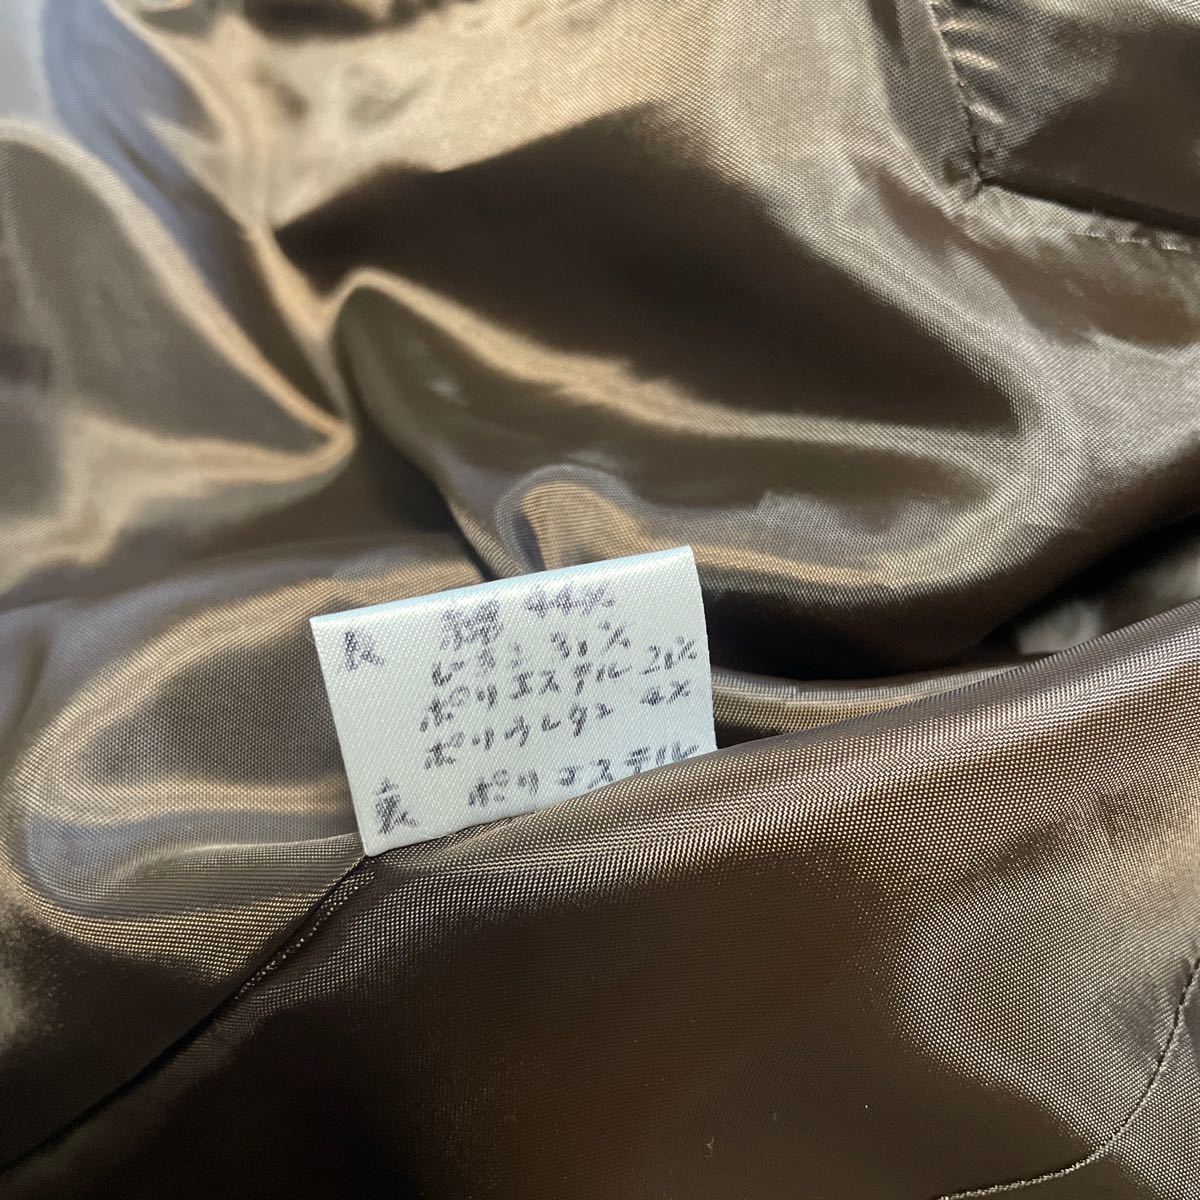 表 綿 44%
レーヨン 31%
ポリエステル 21%
ポリウレタン 4%
裏 ポリエステル